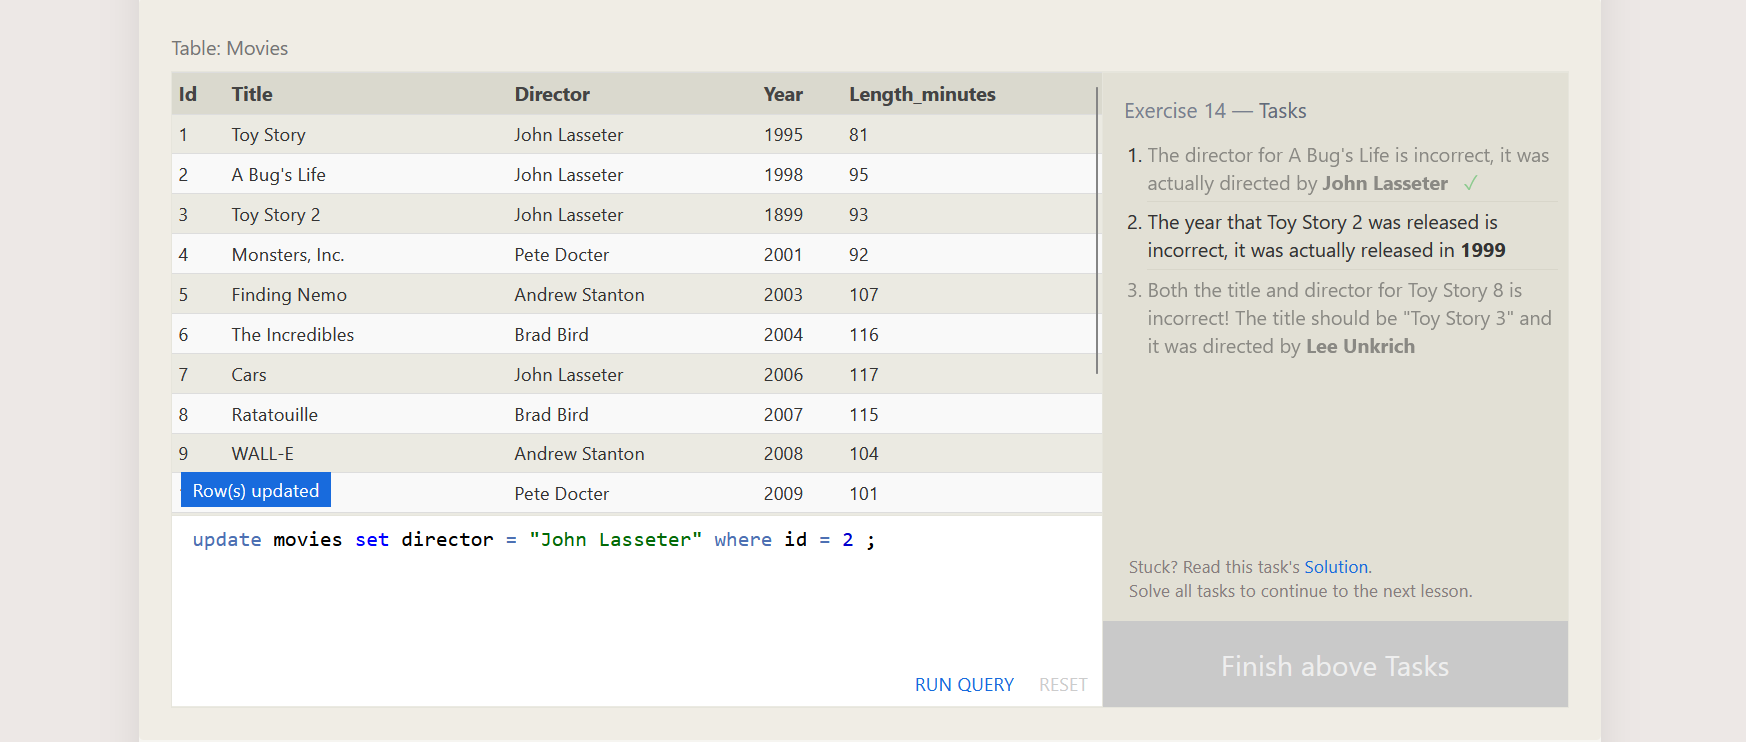 Table: Movies
Id Title Director Year Length_minutes
1 Toy Story John Lasseter 1995 81
2 A Bug's Life John Lasseter 1998 95
3 Toy Story 2 John Lasseter 1899 93
4 Monsters, Inc. Pete Docter 2001 92
5 Finding Nemo Andrew Stanton 2003 107
6 The Incredibles Brad Bird 2004 116
7 Cars John Lasseter 2006 117
8 Ratatouille Brad Bird 2007 115
9 WALL-E Andrew Stanton 2008 104
Row(s) updated Pete Docter 2009 101
update movies set director = "John Lasseter" where id = 2 ;
RUN QUERY RESET
Exercise 14 — Tasks
1. The director for A Bug's Life is incorrect, it was
actually directed by John Lasseter ✓
2. The year that Toy Story 2 was released is
incorrect, it was actually released in 1999
3. Both the title and director for Toy Story 8 is
incorrect! The title should be "Toy Story 3" and
it was directed by Lee Unkrich
Stuck? Read this task's Solution.
Solve all tasks to continue to the next lesson.
Finish above Tasks